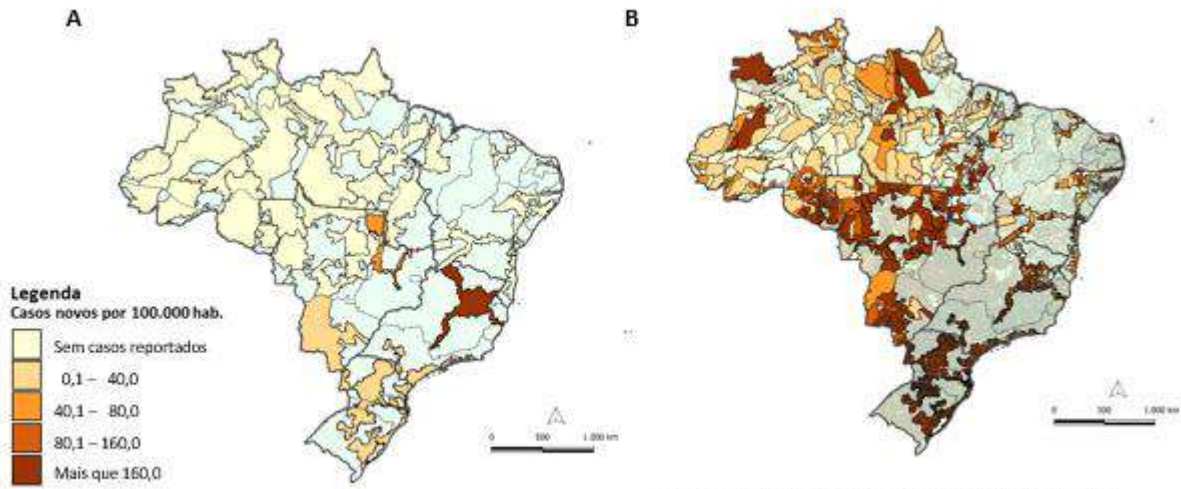 A
B
Legenda
Casos novos por 100.000 hab.
Sem casos reportados
0,1 – 40,0
40,1 – 80,0
80,1 – 160,0
Mais que 160,0
0 500 1.000 km
0 500 1.000 km